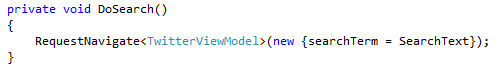 private void DoSearch()
{
    RequestNavigate<TwitterViewModel>(new {searchTerm = SearchText});
}